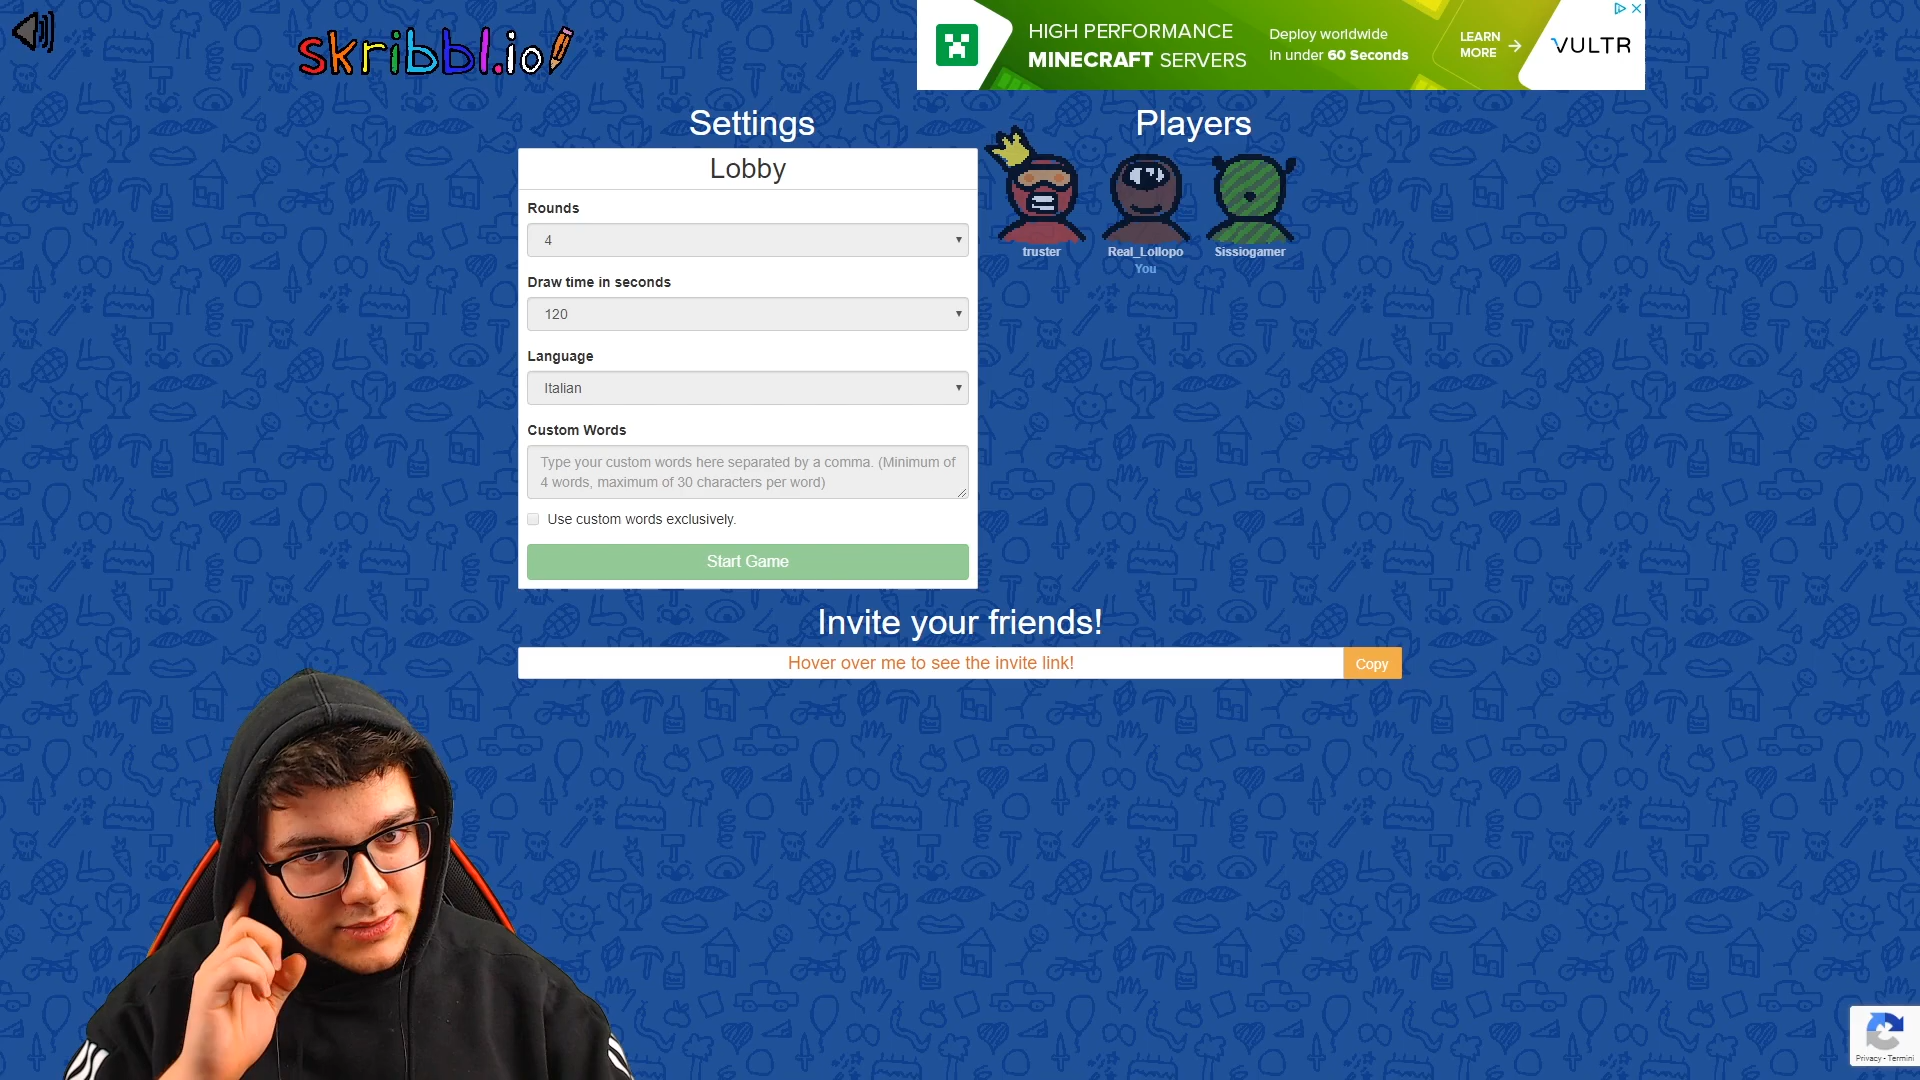 skribbl.io
HIGH PERFORMANCE
MINECRAFT SERVERS
Deploy worldwide
in under 60 Seconds
LEARN
MORE
VULTR
Settings
Players
Lobby
Rounds
4
truster
Real_Lollopo
Sissiogamer
You
Draw time in seconds
120
Language
Italian
Custom Words
Type your custom words here separated by a comma. (Minimum of
4 words, maximum of 30 characters per word)
Use custom words exclusively.
Start Game
Invite your friends!
Hover over me to see the invite link!
Copy
Privacy - Termini